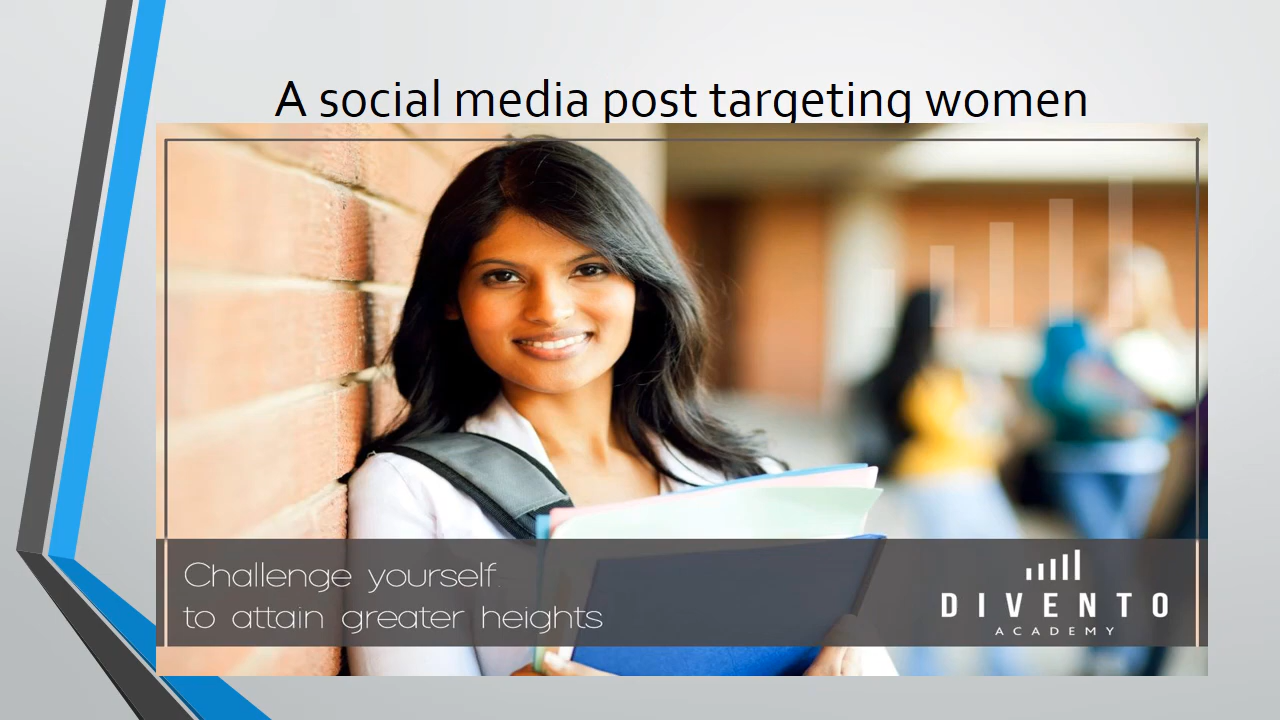 A social media post targeting women
Challenge yourself
to attain greater heights
DIVENTO
ACADEMY